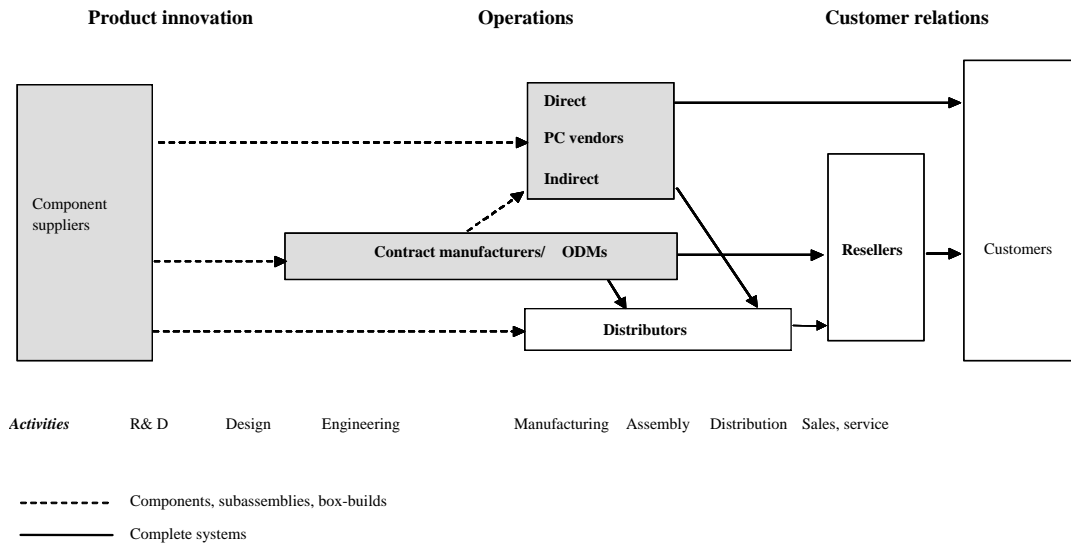 Product innovation
Operations
Customer relations
Direct
PC vendors
Indirect
Component
suppliers
Contract manufacturers/ ODMs
Resellers
Customers
Distributors
Activities R& D Design Engineering Manufacturing Assembly Distribution Sales, service
Components, subassemblies, box-builds
Complete systems